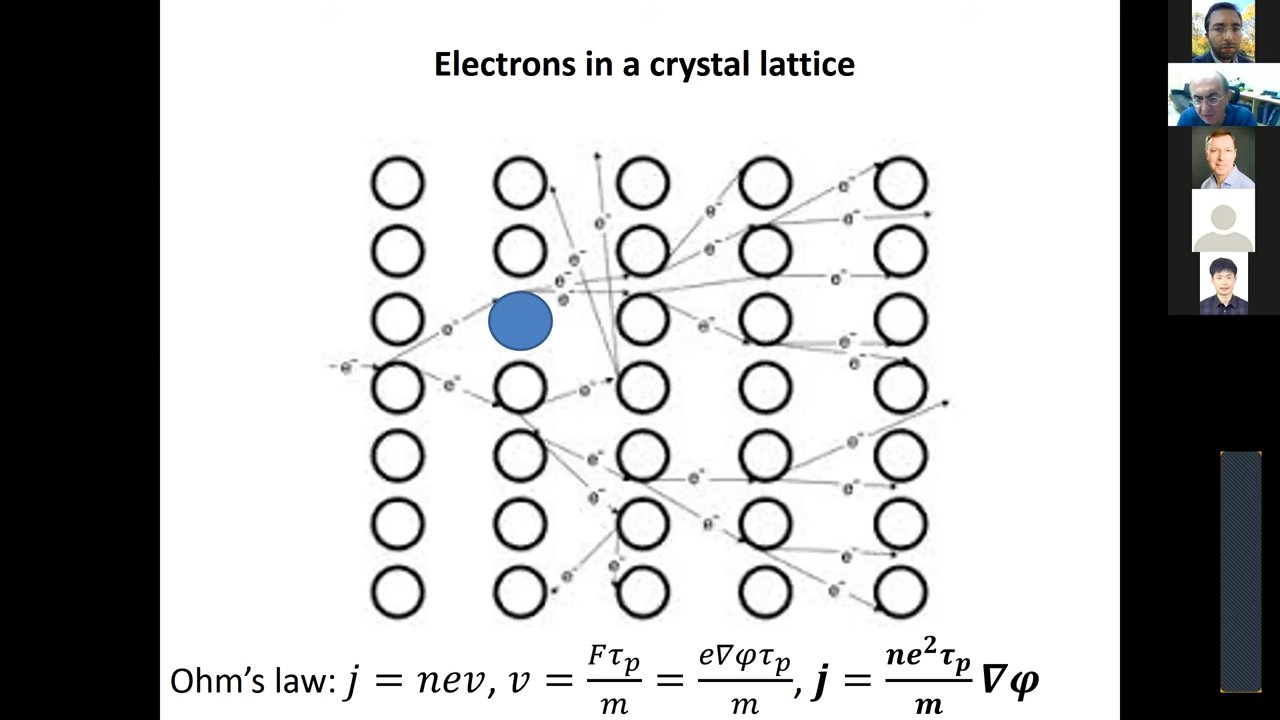 Electrons in a crystal lattice
e⁻ e⁻ e⁻ e⁻
e⁻ e⁻ e⁻
e⁻ e⁻
e⁻ e⁻ e⁻
e⁻ e⁻ e⁻ e⁻
e⁻ e⁻
e⁻ e⁻ e⁻
e⁻ e⁻ e⁻
e⁻ e⁻ e⁻
Ohm's law: j = nev, v = Fτₚ/m = e∇φτₚ/m, j = ne²τₚ/m ∇φ